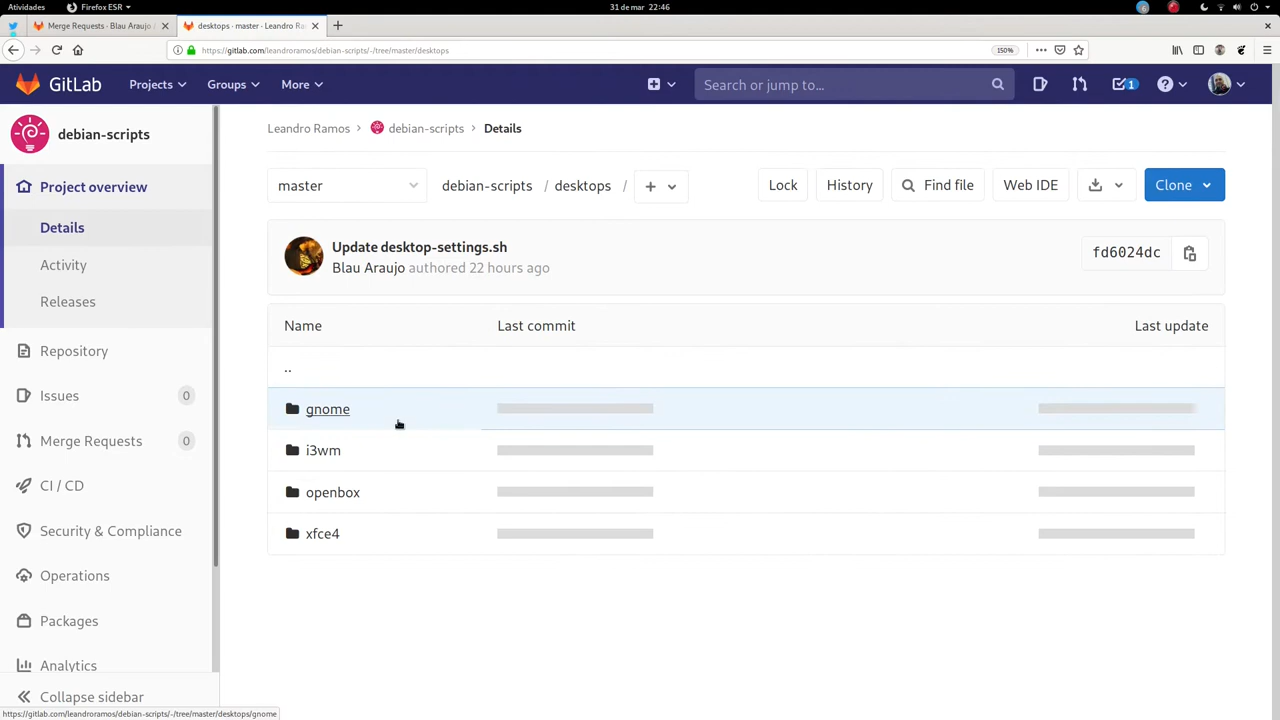 Atividades
Firefox ESR
31 de mar 22:46
Merge Requests - Blau Araujo /
desktops · master · Leandro Ra
https://gitlab.com/leandroramos/debian-scripts/-/tree/master/desktops
150%
GitLab
Projects
Groups
More
Search or jump to...
1
debian-scripts
Project overview
Details
Activity
Releases
Repository
Issues
0
Merge Requests
0
CI / CD
Security & Compliance
Operations
Packages
Analytics
Collapse sidebar
Leandro Ramos › debian-scripts › Details
master
debian-scripts / desktops /
Lock
History
Find file
Web IDE
Clone
Update desktop-settings.sh
Blau Araujo authored 22 hours ago
fd6024dc
Name
Last commit
Last update
..
gnome
i3wm
openbox
xfce4
https://gitlab.com/leandroramos/debian-scripts/-/tree/master/desktops/gnome